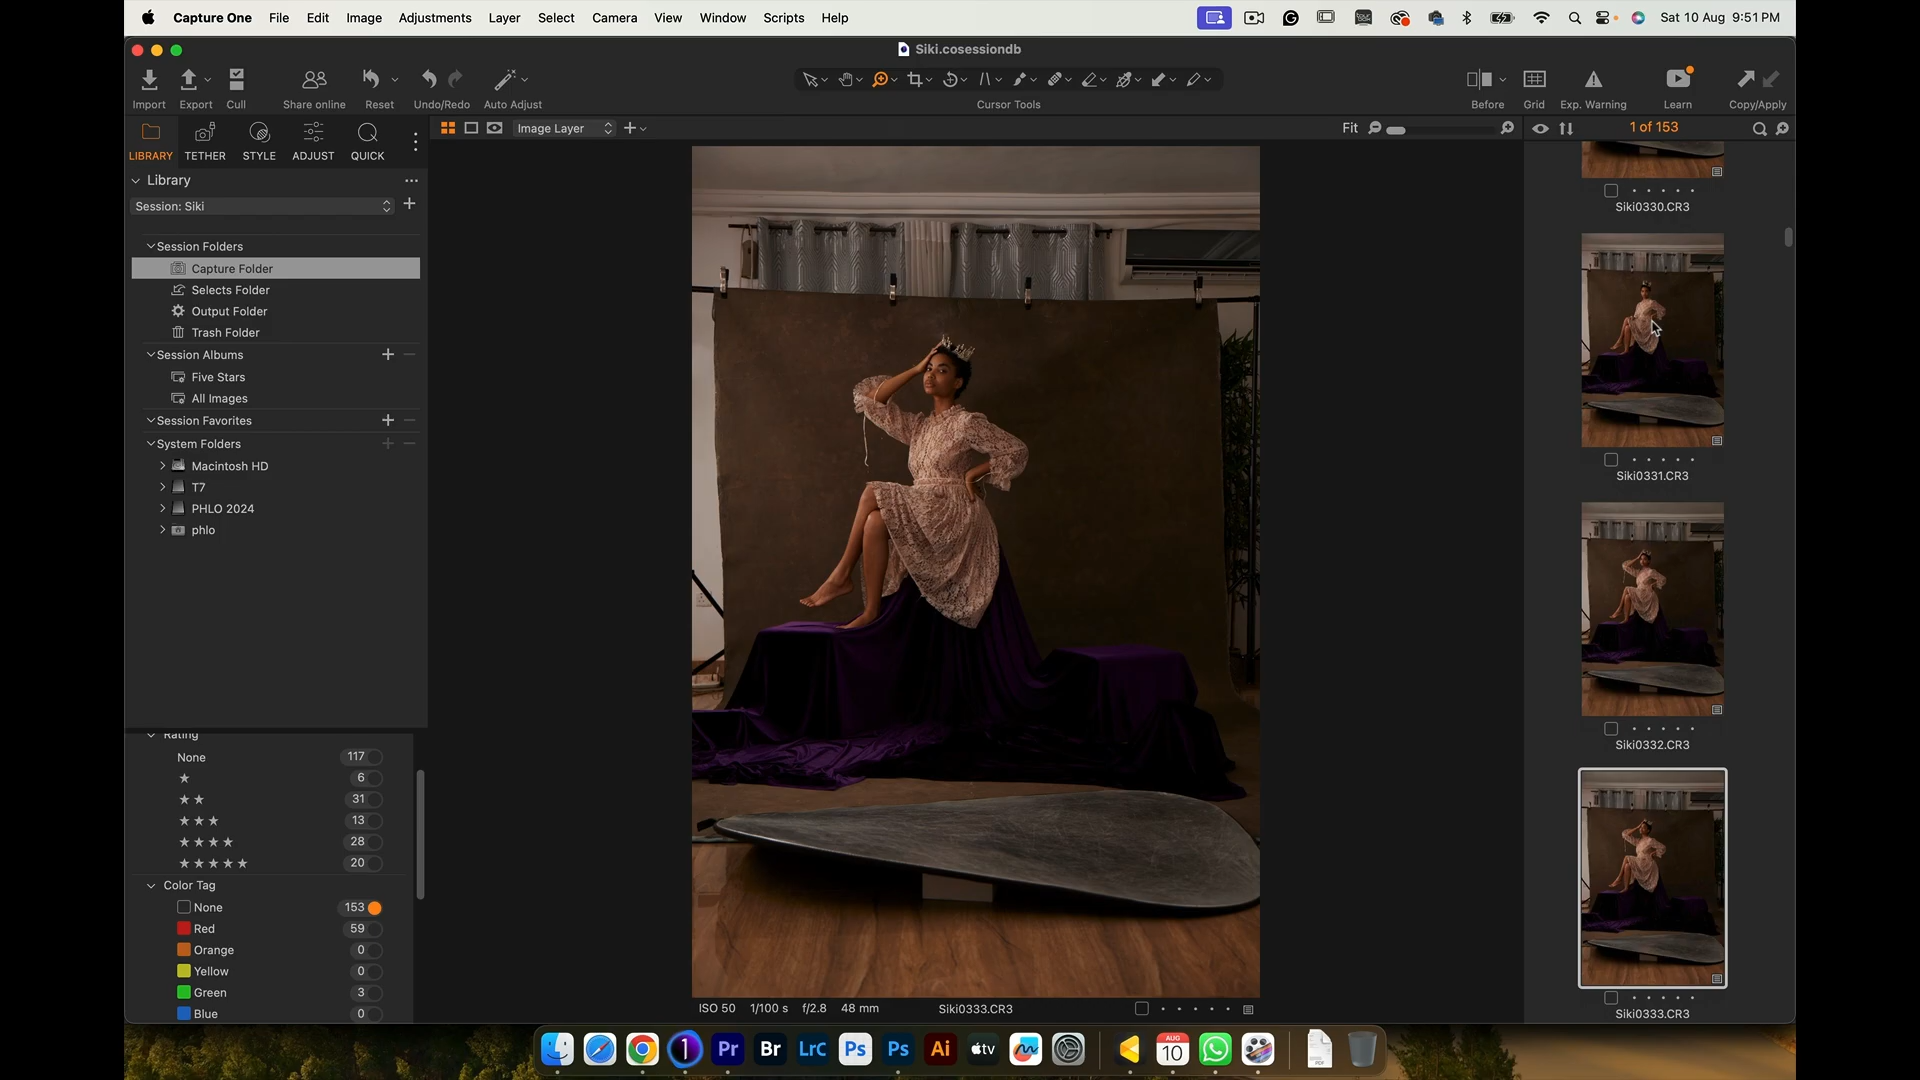 Capture One File Edit Image Adjustments Layer Select Camera View Window Scripts Help
Sat 10 Aug 9:51 PM
Siki.cosessiondb
Import Export Cull Share online Reset Undo/Redo Auto Adjust
Cursor Tools
Before Grid Exp. Warning Learn Copy/Apply
LIBRARY TETHER STYLE ADJUST QUICK
Image Layer
Fit
1 of 153
Library
Session: Siki
Session Folders
Capture Folder
Selects Folder
Output Folder
Trash Folder
Session Albums
Five Stars
All Images
Session Favorites
System Folders
Macintosh HD
T7
PHLO 2024
phlo
Rating
None 117
6
31
13
28
20
Color Tag
None 153
Red 59
Orange 0
Yellow 0
Green 3
Blue 0
ISO 50 1/100 s f/2.8 48 mm
Siki0333.CR3
Siki0330.CR3
Siki0331.CR3
Siki0332.CR3
Siki0333.CR3
1 Pr Br LrC Ps Ps Ai tv
AUG
10
PDF